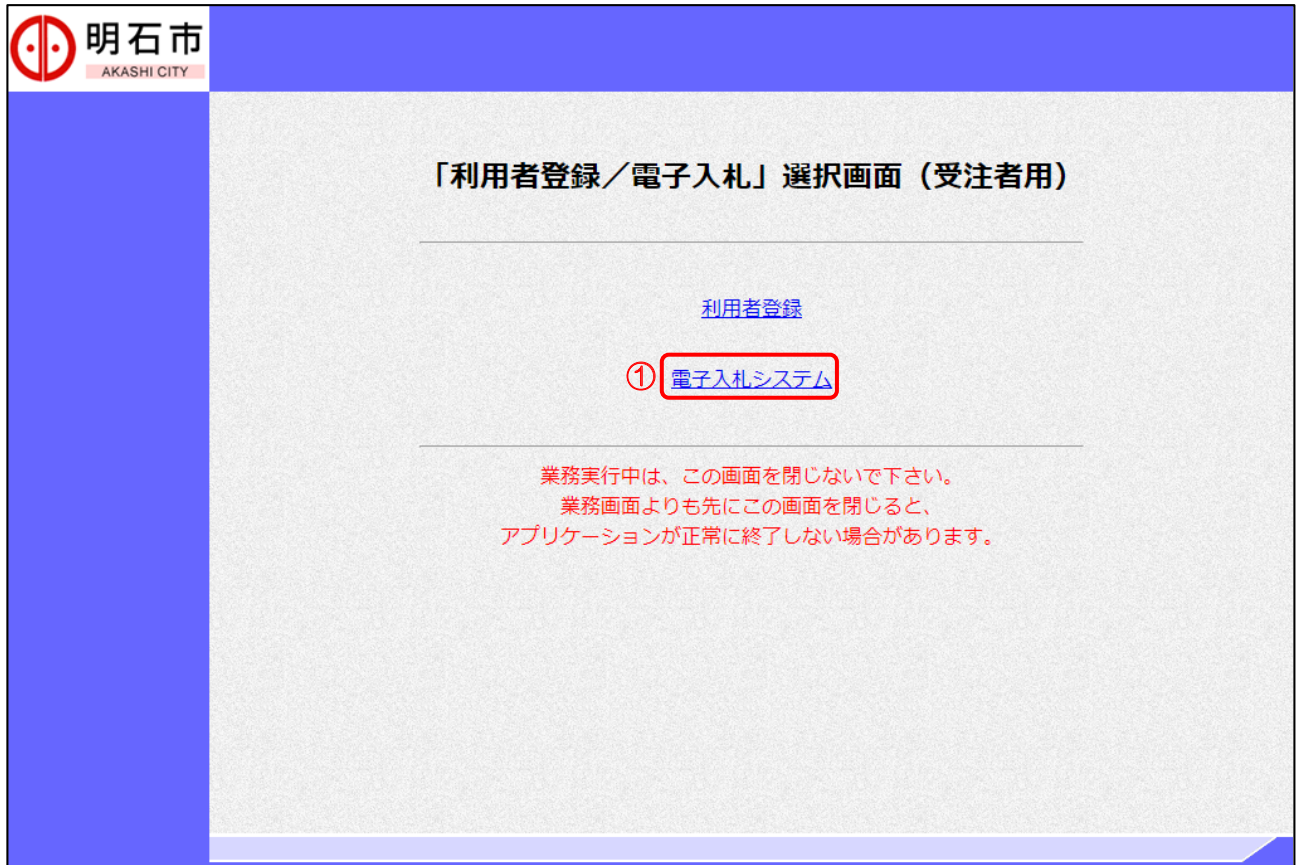 明石市
AKASHI CITY
「利用者登録／電子入札」選択画面（受注者用）
利用者登録
① 電子入札システム
業務実行中は、この画面を閉じないで下さい。
業務画面よりも先にこの画面を閉じると、
アプリケーションが正常に終了しない場合があります。